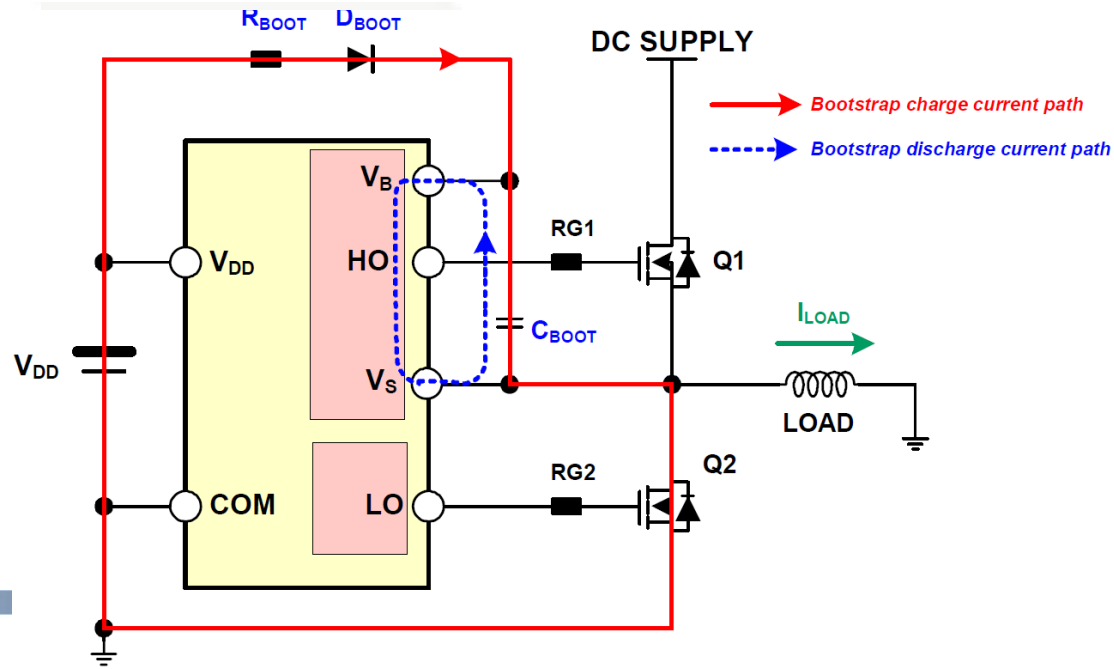 RBOOT DBOOT
DC SUPPLY
Bootstrap charge current path
Bootstrap discharge current path
VB
RG1
VDD
HO
Q1
ILOAD
CBOOT
VDD
VS
LOAD
Q2
RG2
COM
LO